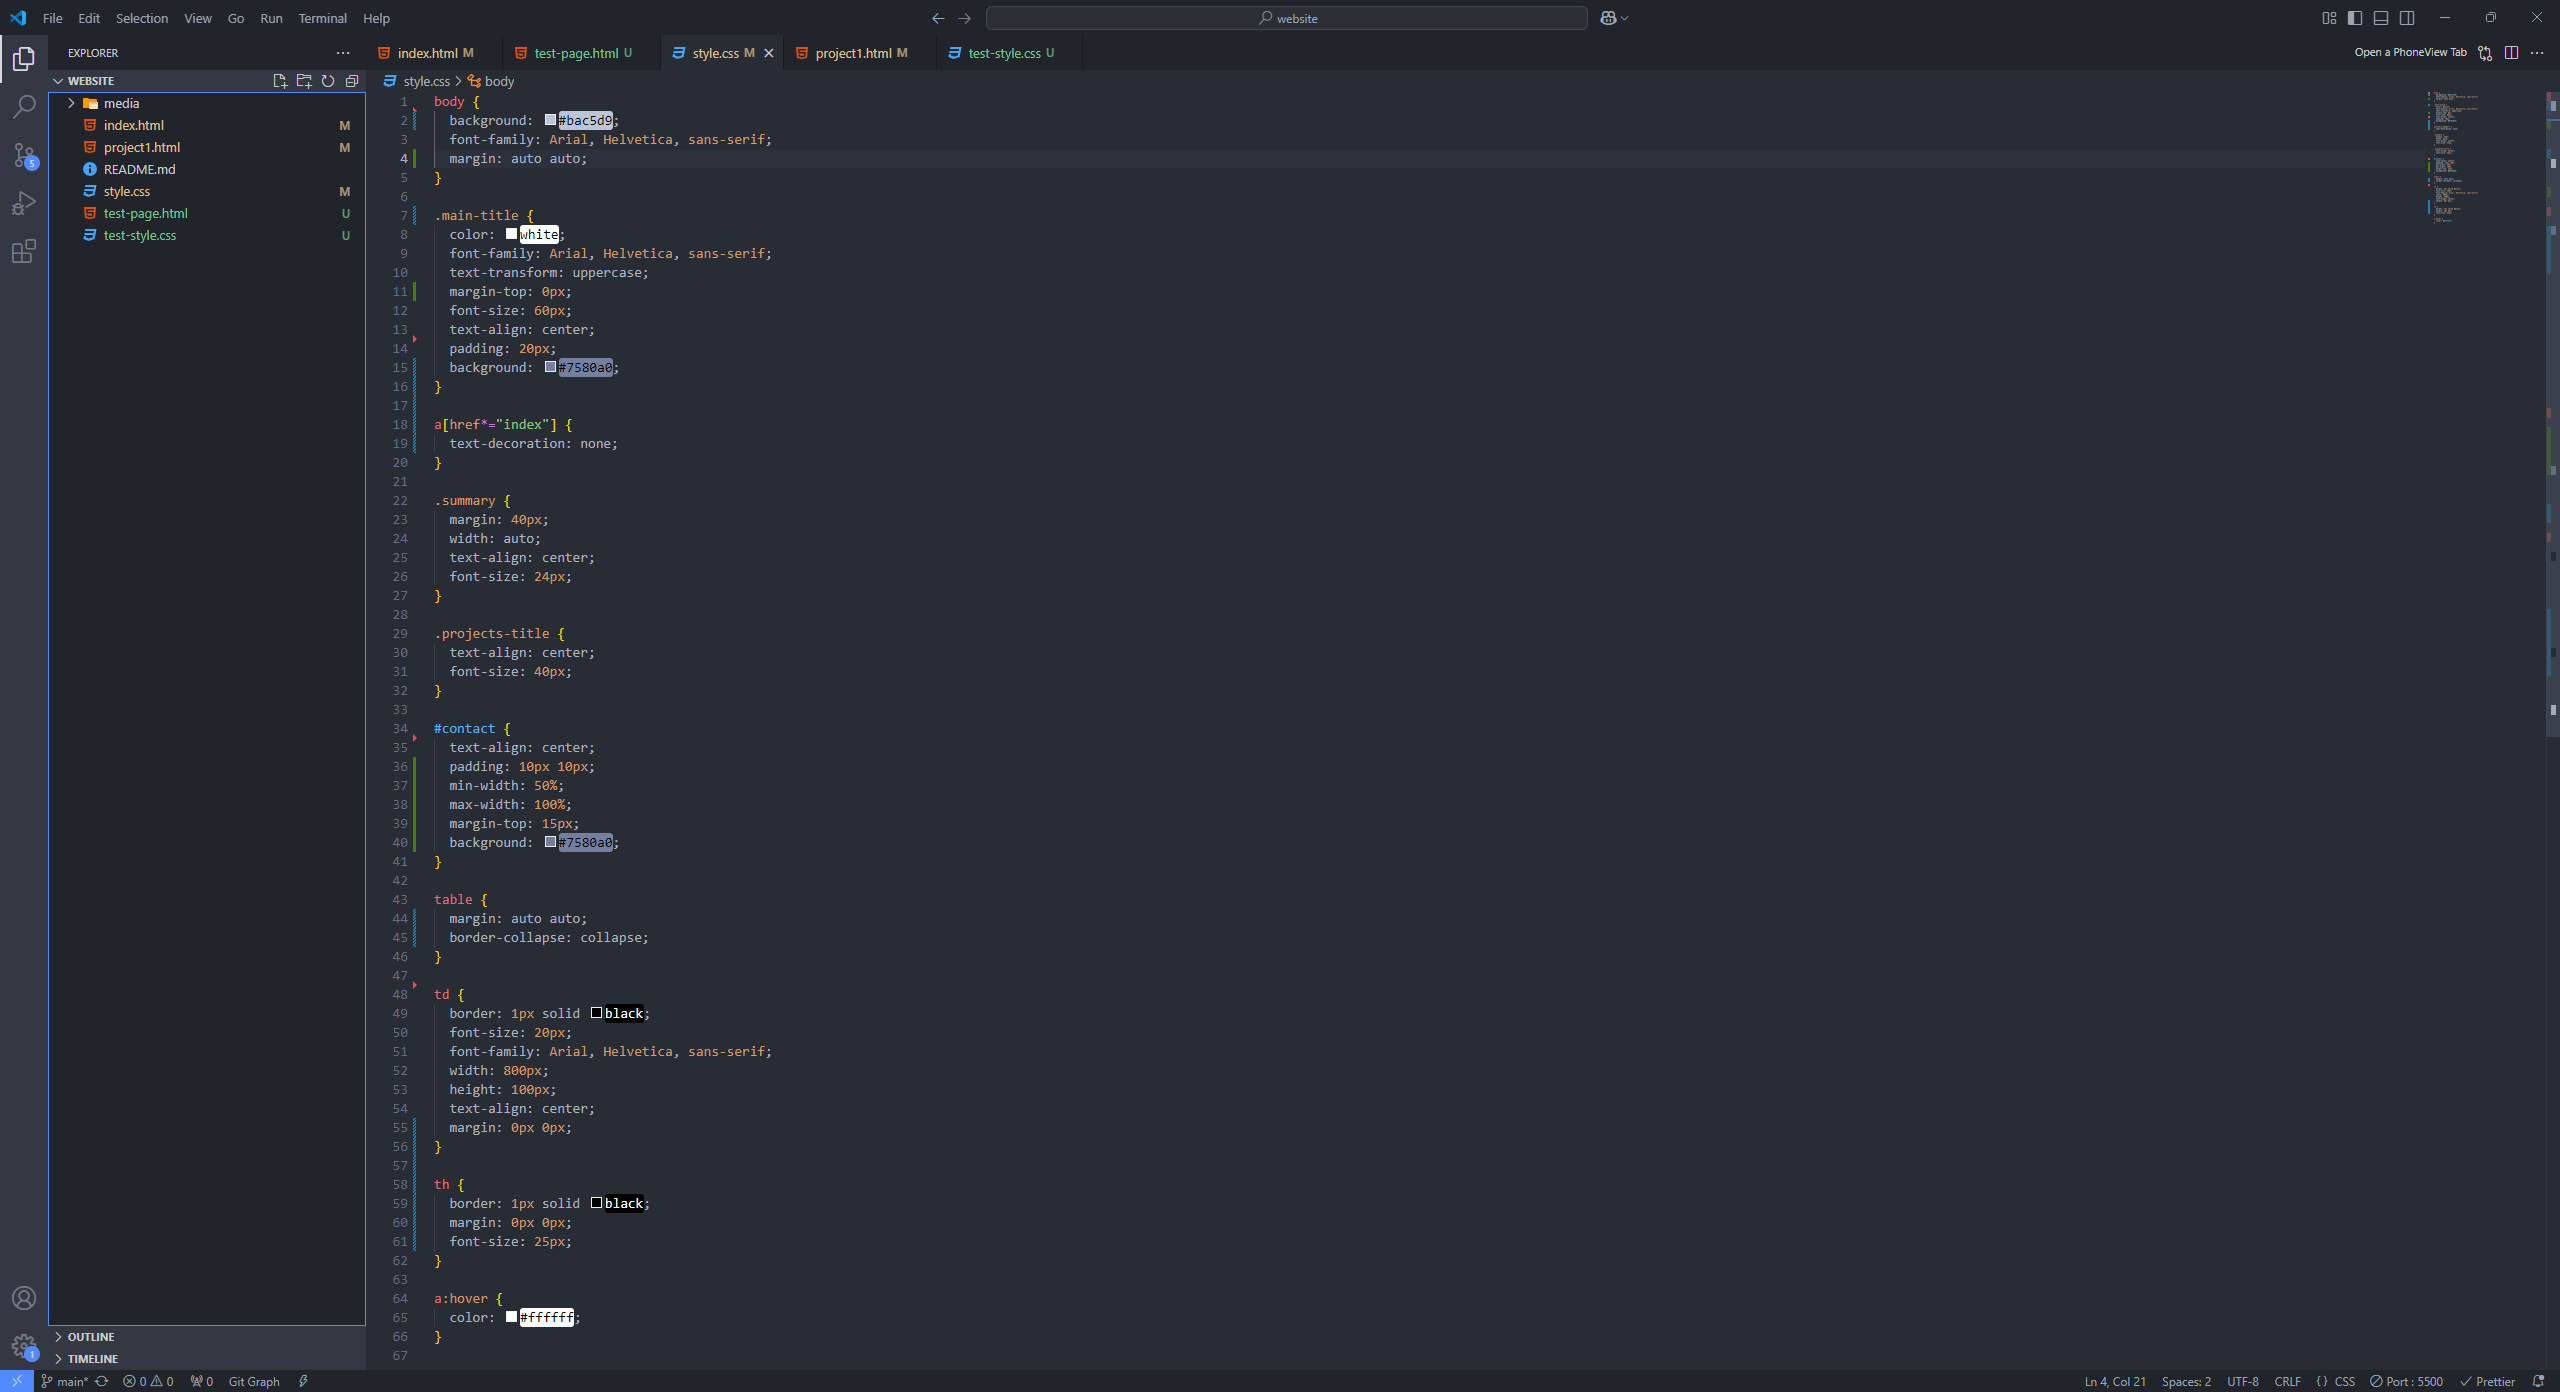 File Edit Selection View Go Run Terminal Help
website
EXPLORER
WEBSITE
media
index.html M
project1.html M
README.md
style.css M
test-page.html U
test-style.css U
OUTLINE
TIMELINE
5
1
index.html M
test-page.html U
style.css M
project1.html M
test-style.css U
Open a PhoneView Tab
style.css > body
1 body {
2 background: #bac5d9;
3 font-family: Arial, Helvetica, sans-serif;
4 margin: auto auto;
5 }
6
7 .main-title {
8 color: white;
9 font-family: Arial, Helvetica, sans-serif;
10 text-transform: uppercase;
11 margin-top: 0px;
12 font-size: 60px;
13 text-align: center;
14 padding: 20px;
15 background: #7580a0;
16 }
17
18 a[href*="index"] {
19 text-decoration: none;
20 }
21
22 .summary {
23 margin: 40px;
24 width: auto;
25 text-align: center;
26 font-size: 24px;
27 }
28
29 .projects-title {
30 text-align: center;
31 font-size: 40px;
32 }
33
34 #contact {
35 text-align: center;
36 padding: 10px 10px;
37 min-width: 50%;
38 max-width: 100%;
39 margin-top: 15px;
40 background: #7580a0;
41 }
42
43 table {
44 margin: auto auto;
45 border-collapse: collapse;
46 }
47
48 td {
49 border: 1px solid black;
50 font-size: 20px;
51 font-family: Arial, Helvetica, sans-serif;
52 width: 800px;
53 height: 100px;
54 text-align: center;
55 margin: 0px 0px;
56 }
57
58 th {
59 border: 1px solid black;
60 margin: 0px 0px;
61 font-size: 25px;
62 }
63
64 a:hover {
65 color: #ffffff;
66 }
67
main* 0 0 0 Git Graph
Ln 4, Col 21 Spaces: 2 UTF-8 CRLF {} CSS Port : 5500 Prettier